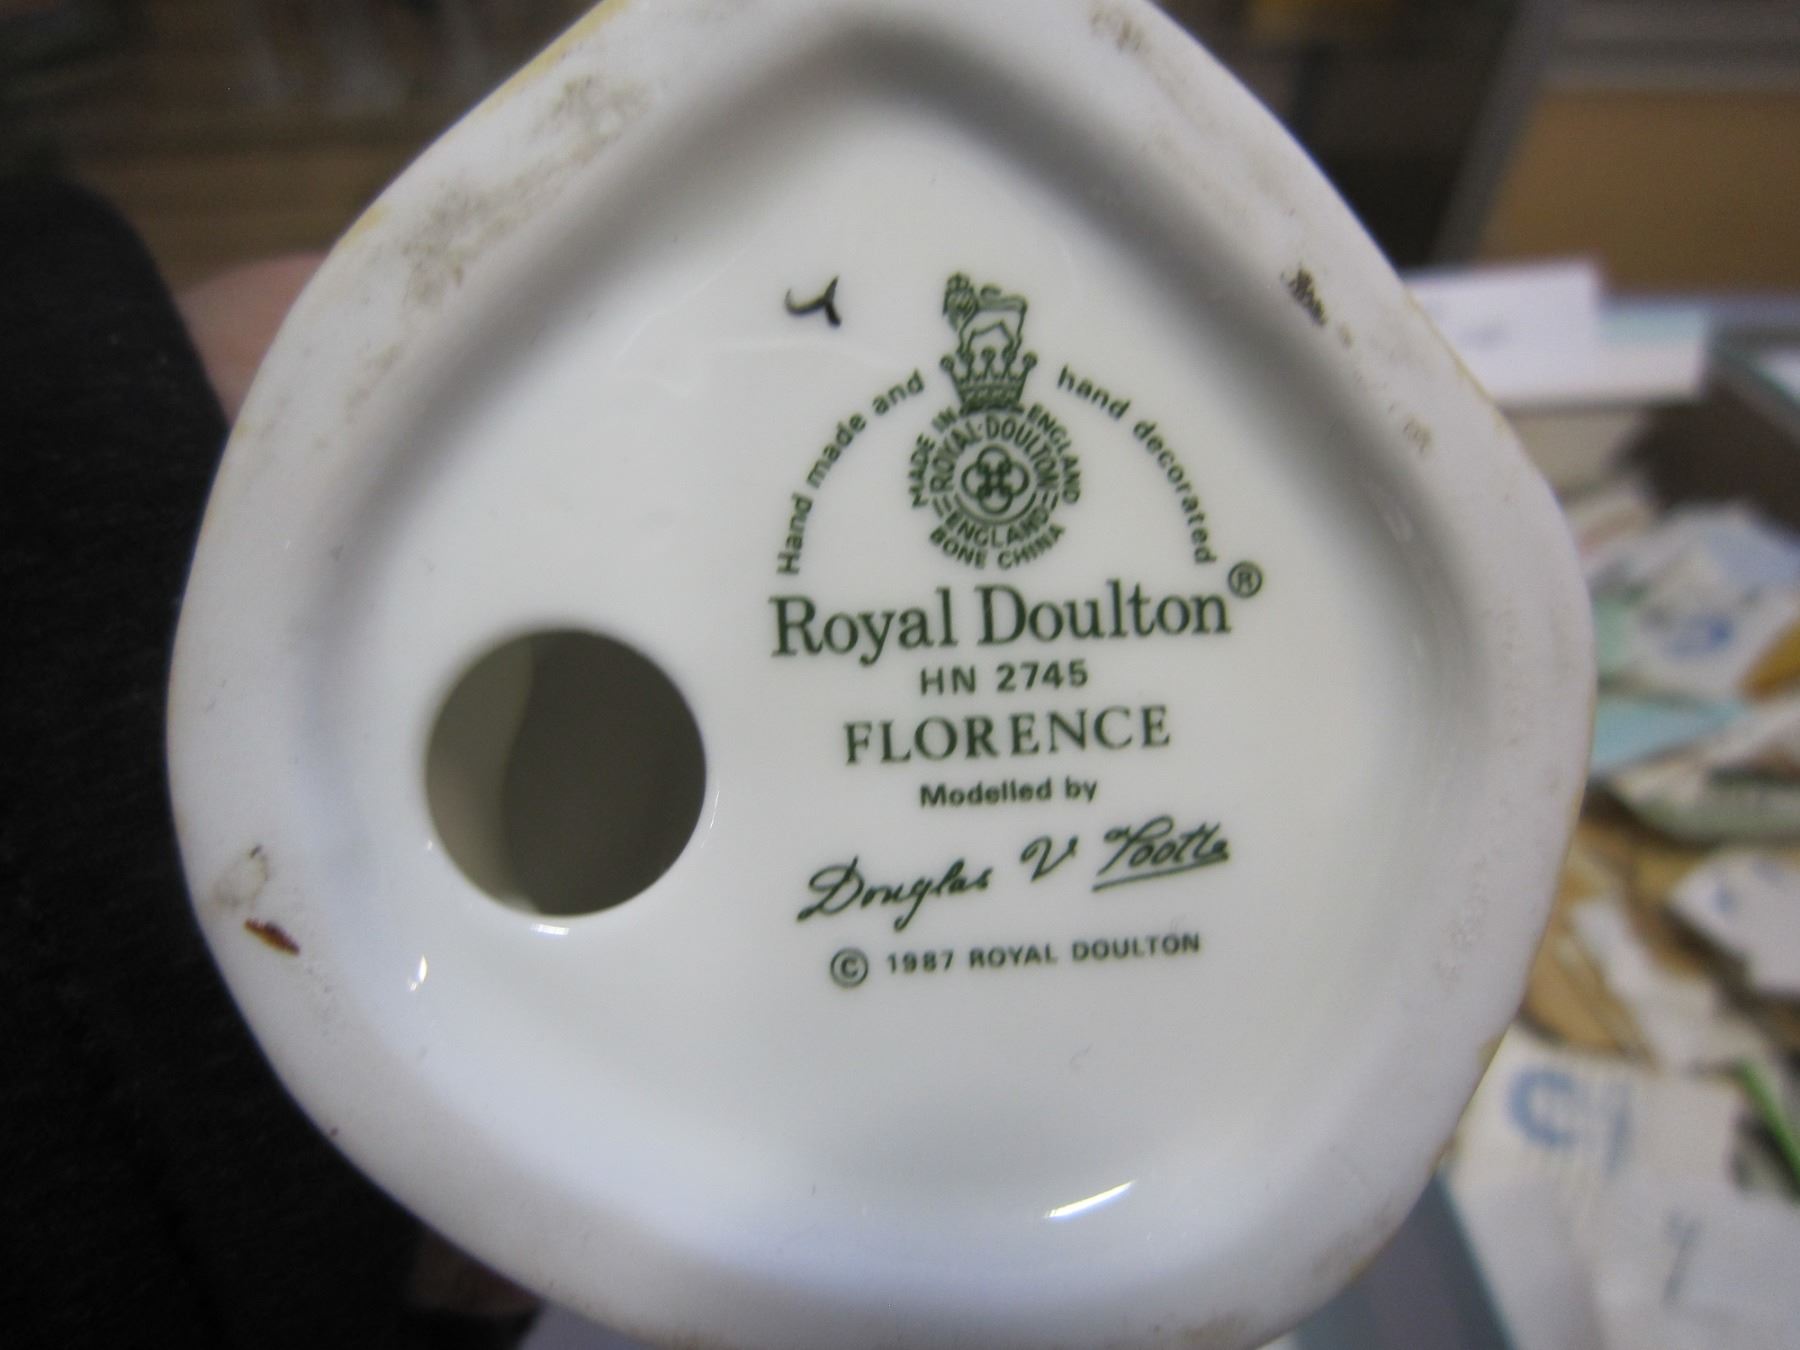 Hand made and hand decorated
MADE IN ENGLAND
ROYAL·DOULTON
ENGLAND
BONE CHINA
Royal Doulton®
HN 2745
FLORENCE
Modelled by
Douglas V Tootle
© 1987 ROYAL DOULTON